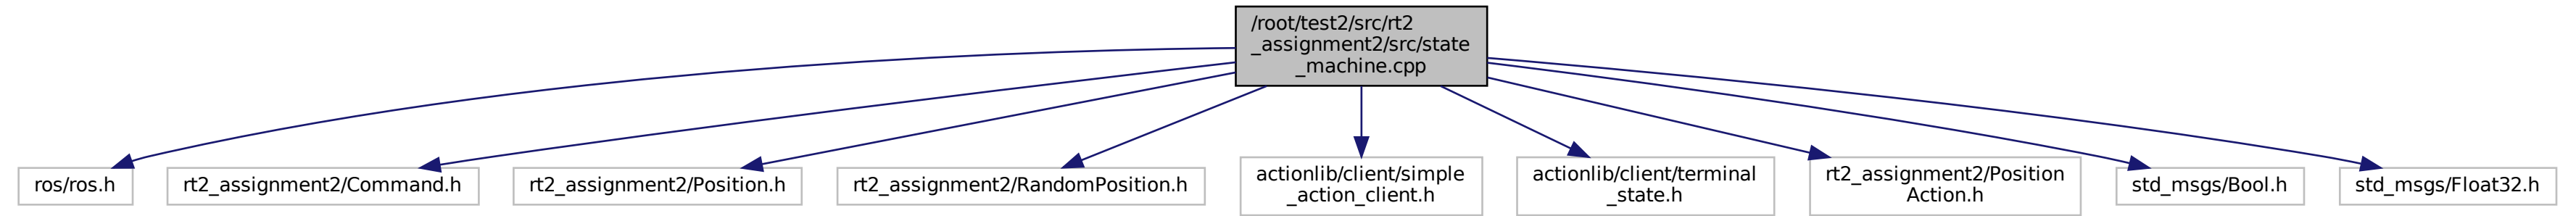 /root/test2/src/rt2
_assignment2/src/state
_machine.cpp
ros/ros.h
rt2_assignment2/Command.h
rt2_assignment2/Position.h
rt2_assignment2/RandomPosition.h
actionlib/client/simple
_action_client.h
actionlib/client/terminal
_state.h
rt2_assignment2/Position
Action.h
std_msgs/Bool.h
std_msgs/Float32.h